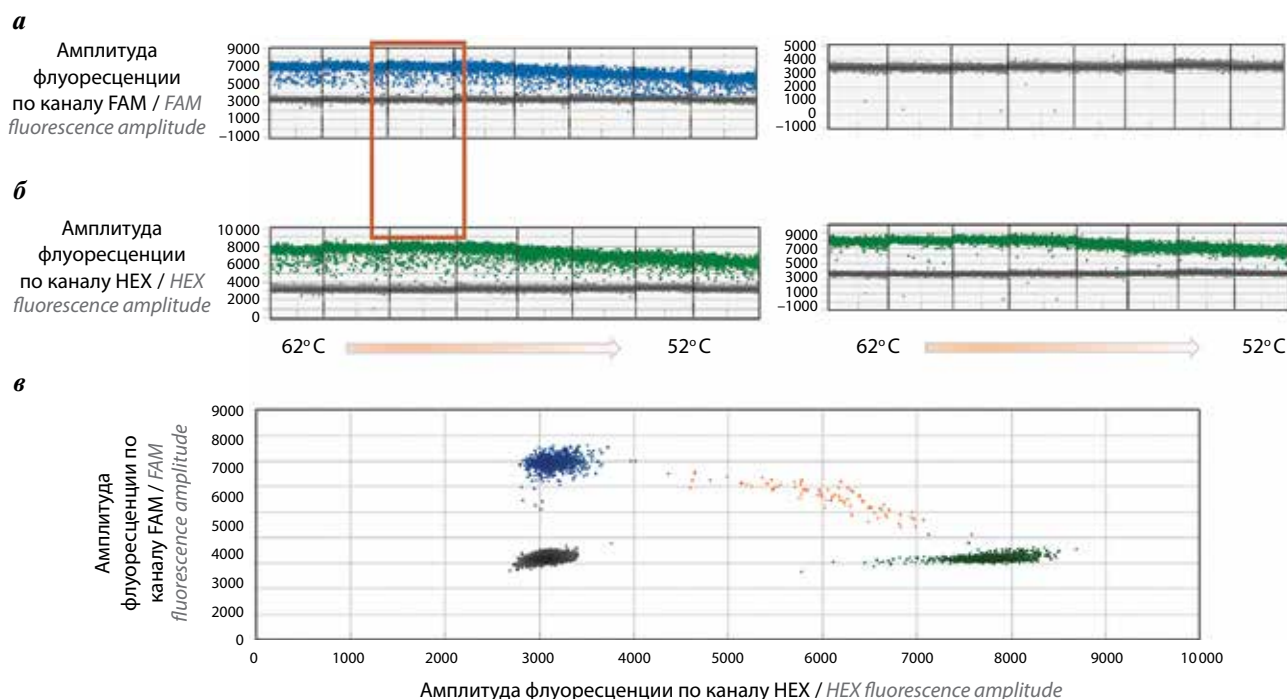 а
Амплитуда
флуоресценции
по каналу FAM / FAM
fluorescence amplitude
9000
7000
5000
3000
1000
–1000
5000
4000
3000
2000
1000
0
–1000
б
Амплитуда
флуоресценции
по каналу HEX / HEX
fluorescence amplitude
10 000
8000
6000
4000
2000
0
9000
7000
5000
3000
1000
–1000
62° C
52° C
62° C
52° C
в
Амплитуда
флуоресценции по
каналу FAM / FAM
fluorescence amplitude
9000
8000
7000
6000
5000
4000
3000
2000
1000
0
0 1000 2000 3000 4000 5000 6000 7000 8000 9000 10 000
Амплитуда флуоресценции по каналу HEX / HEX fluorescence amplitude